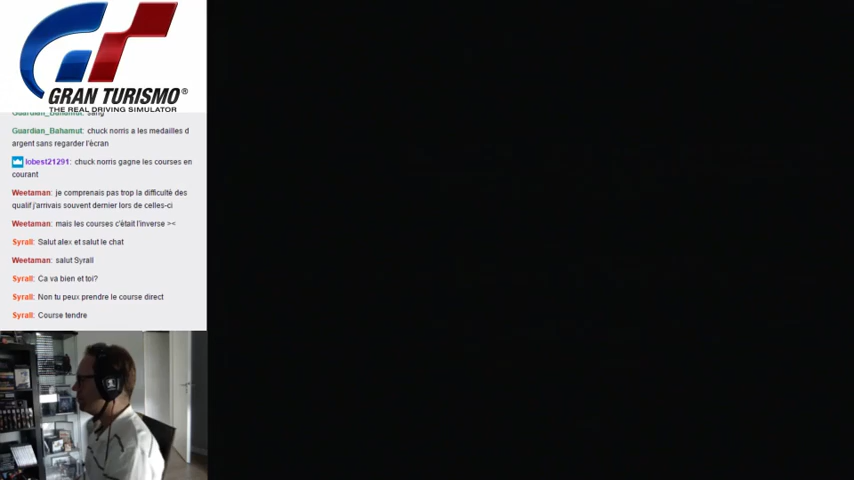 GRAN TURISMO®
THE REAL DRIVING SIMULATOR
Guardian_Bahamut: sang
Guardian_Bahamut: chuck norris a les medailles d
argent sans regarder l'écran
lobest21291: chuck norris gagne les courses en
courant
Weetaman: je comprenais pas trop la difficulté des
qualif j'arrivais souvent dernier lors de celles-ci
Weetaman: mais les courses c'était l'inverse ><
Syrall: Salut alex et salut le chat
Weetaman: salut Syrall
Syrall: Ca va bien et toi?
Syrall: Non tu peux prendre le course direct
Syrall: Course tendre